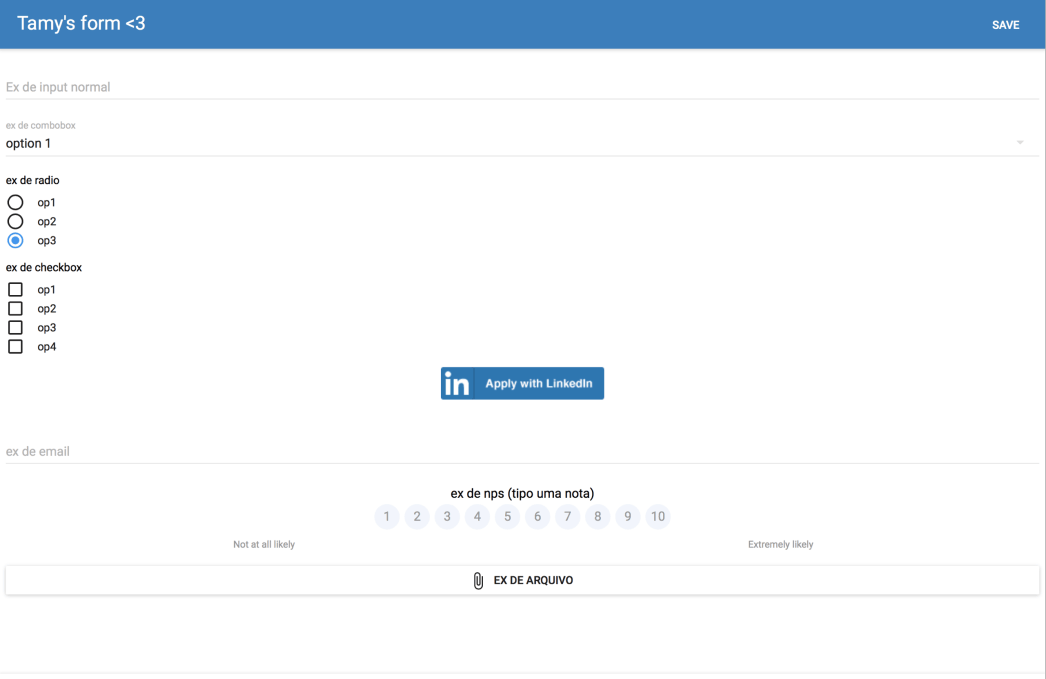 Tamy's form <3
SAVE
Ex de input normal
ex de combobox
option 1
ex de radio
op1
op2
op3
ex de checkbox
op1
op2
op3
op4
in Apply with LinkedIn
ex de email
ex de nps (tipo uma nota)
1 2 3 4 5 6 7 8 9 10
Not at all likely Extremely likely
EX DE ARQUIVO